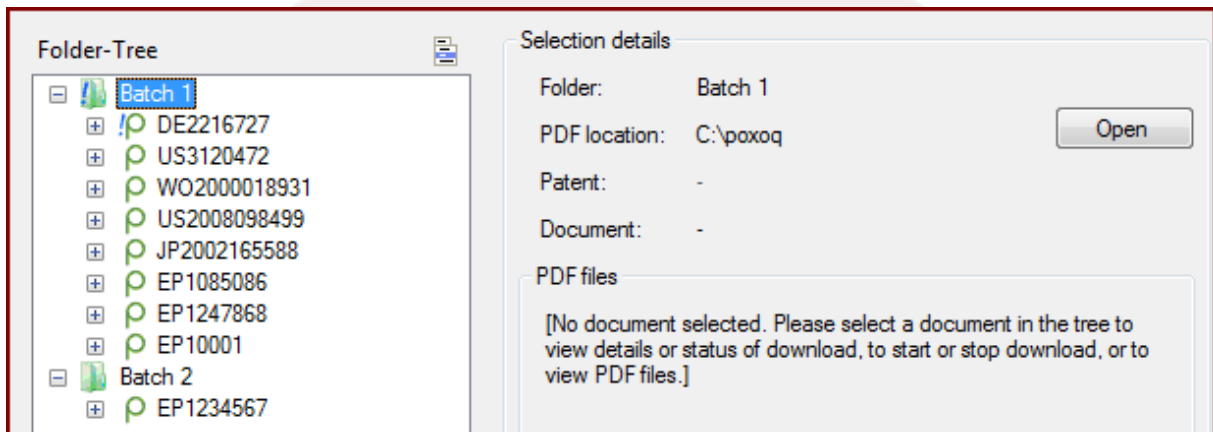 Folder-Tree
Batch 1
DE2216727
US3120472
WO2000018931
US2008098499
JP2002165588
EP1085086
EP1247868
EP10001
Batch 2
EP1234567
Selection details
Folder: Batch 1
PDF location: C:\poxoq
Open
Patent: -
Document: -
PDF files
[No document selected. Please select a document in the tree to
view details or status of download, to start or stop download, or to
view PDF files.]